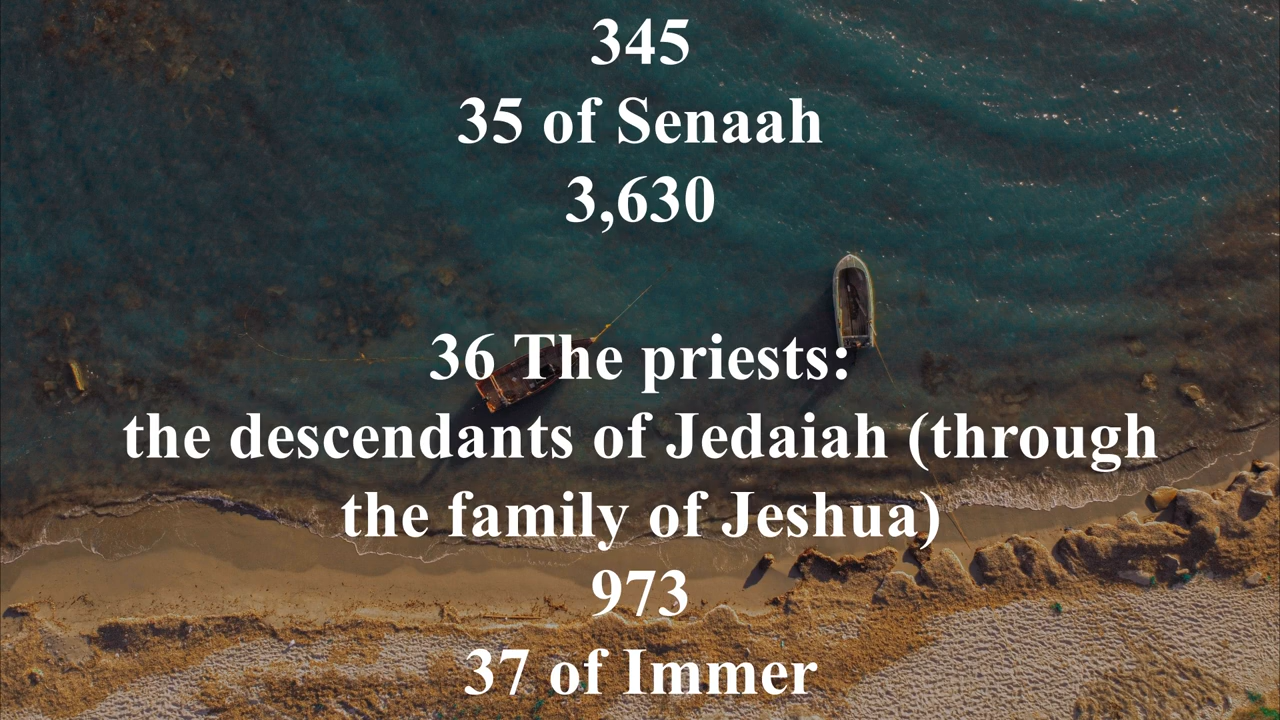 345
35 of Senaah
3,630
36 The priests:
the descendants of Jedaiah (through
the family of Jeshua)
973
37 of Immer